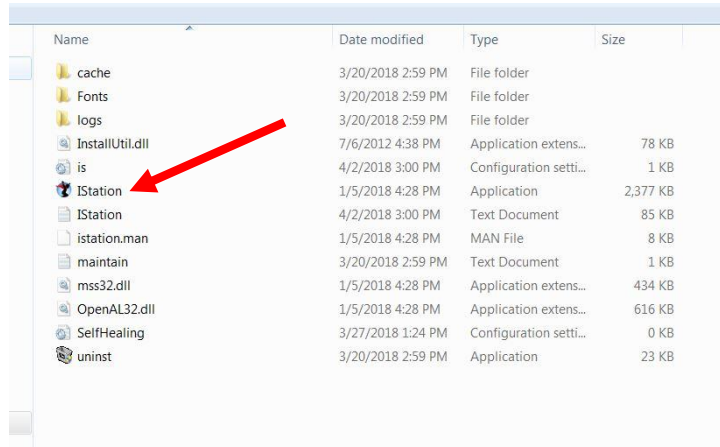 Name Date modified Type Size
cache 3/20/2018 2:59 PM File folder
Fonts 3/20/2018 2:59 PM File folder
logs 3/20/2018 2:59 PM File folder
InstallUtil.dll 7/6/2012 4:38 PM Application extens... 78 KB
is 4/2/2018 3:00 PM Configuration setti... 1 KB
IStation 1/5/2018 4:28 PM Application 2,377 KB
IStation 4/2/2018 3:00 PM Text Document 85 KB
istation.man 1/5/2018 4:28 PM MAN File 8 KB
maintain 3/20/2018 2:59 PM Text Document 1 KB
mss32.dll 1/5/2018 4:28 PM Application extens... 434 KB
OpenAL32.dll 1/5/2018 4:28 PM Application extens... 616 KB
SelfHealing 3/27/2018 1:24 PM Configuration setti... 0 KB
uninst 3/20/2018 2:59 PM Application 23 KB